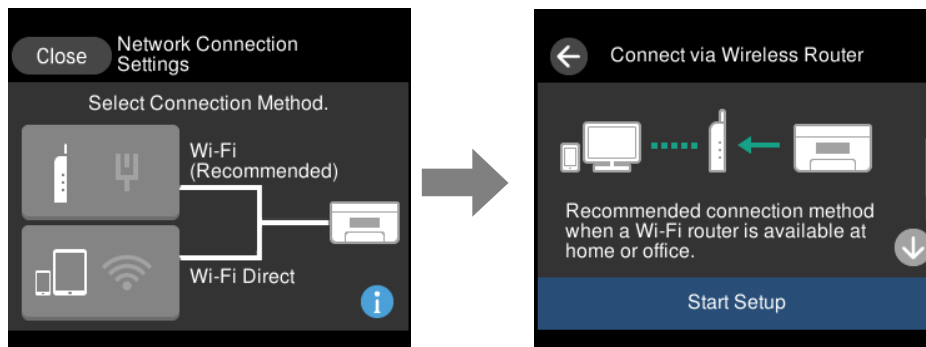 Close
Network Connection
Settings
Select Connection Method.
Wi-Fi
(Recommended)
Wi-Fi Direct
i
Connect via Wireless Router
Recommended connection method
when a Wi-Fi router is available at
home or office.
Start Setup